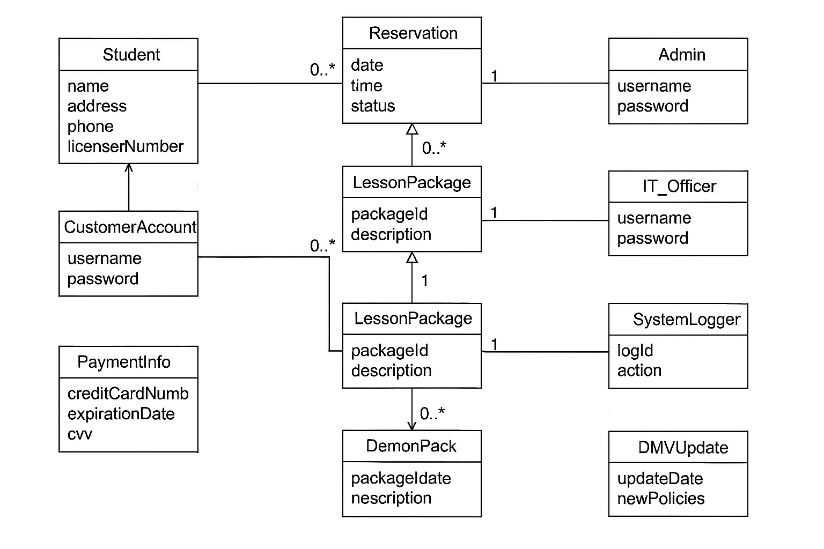 Student
name
address
phone
licenserNumber
0..*
Reservation
date
time
status
1
Admin
username
password
0..*
LessonPackage
packageId
description
1
IT_Officer
username
password
CustomerAccount
username
password
0..*
1
LessonPackage
packageId
description
1
SystemLogger
logId
action
PaymentInfo
creditCardNumb
expirationDate
cvv
0..*
DemonPack
packageIdate
nescription
DMVUpdate
updateDate
newPolicies